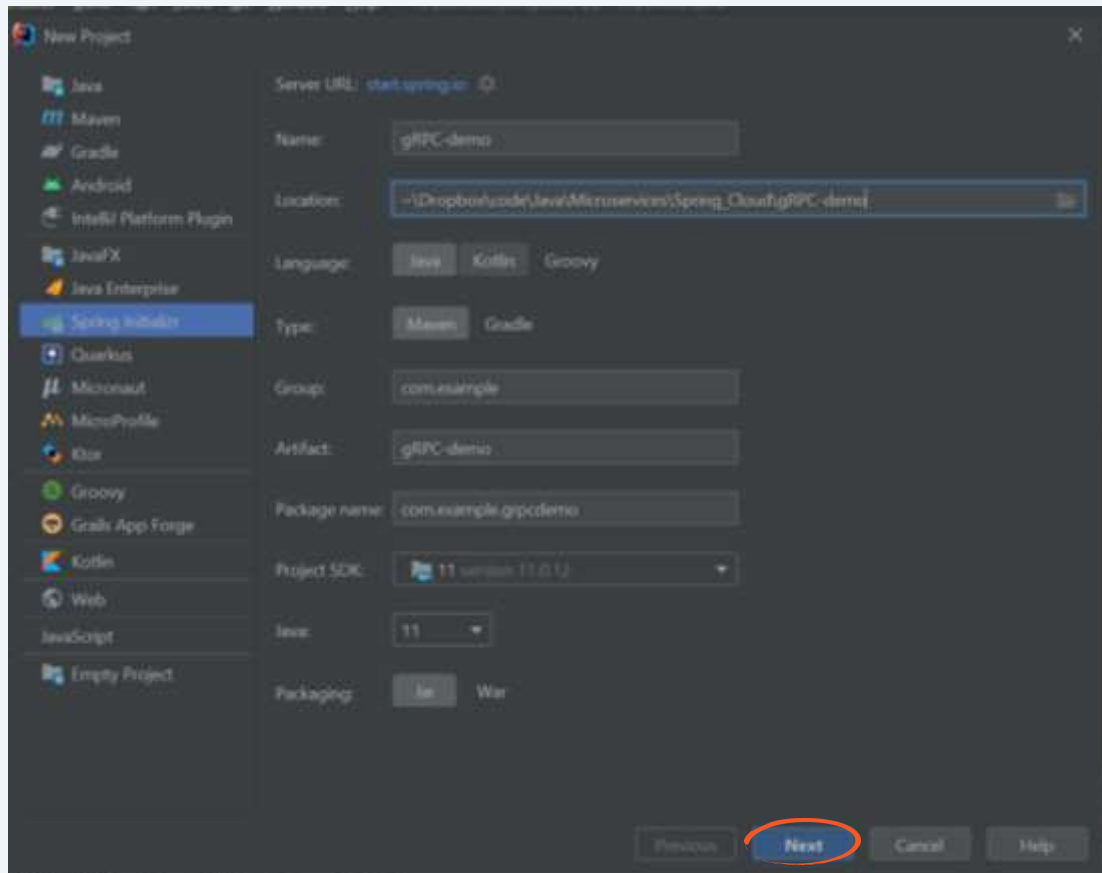 New Project
Java
Maven
Gradle
Android
IntelliJ Platform Plugin
JavaFX
Java Enterprise
Spring Initializr
Quarkus
Micronaut
MicroProfile
Ktor
Groovy
Grails App Forge
Kotlin
Web
JavaScript
Empty Project
Server URL: start.spring.io
Name: gRPC-demo
Location: ~\Dropbox\code\Java\Microservices\Spring_Cloud\gRPC-demo
Language: Java Kotlin Groovy
Type: Maven Gradle
Group: com.example
Artifact: gRPC-demo
Package name: com.example.grpcdemo
Project SDK: 11 version 11.0.12
Java: 11
Packaging: Jar War
Previous Next Cancel Help